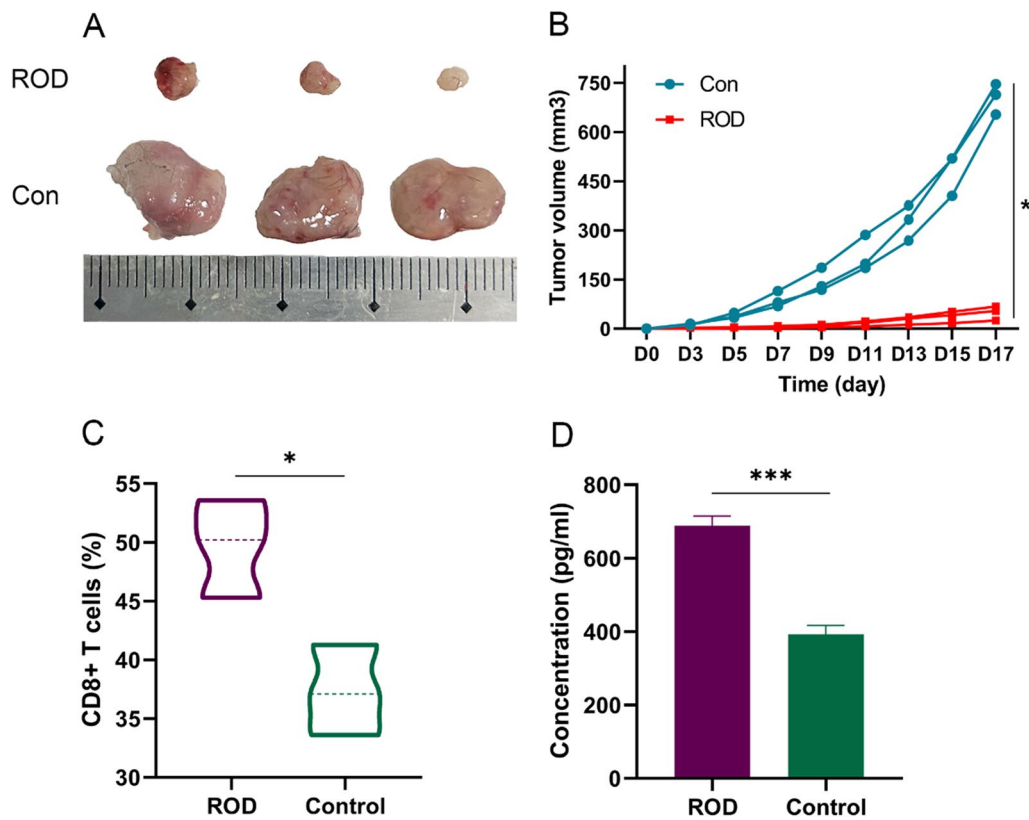 A
ROD
Con
B
Tumor volume (mm3)
750
600
450
300
150
0
Con
ROD
*
D0 D3 D5 D7 D9 D11 D13 D15 D17
Time (day)
C
CD8+ T cells (%)
55
50
45
40
35
30
*
ROD Control
D
Concentration (pg/ml)
800
600
400
200
0
***
ROD Control